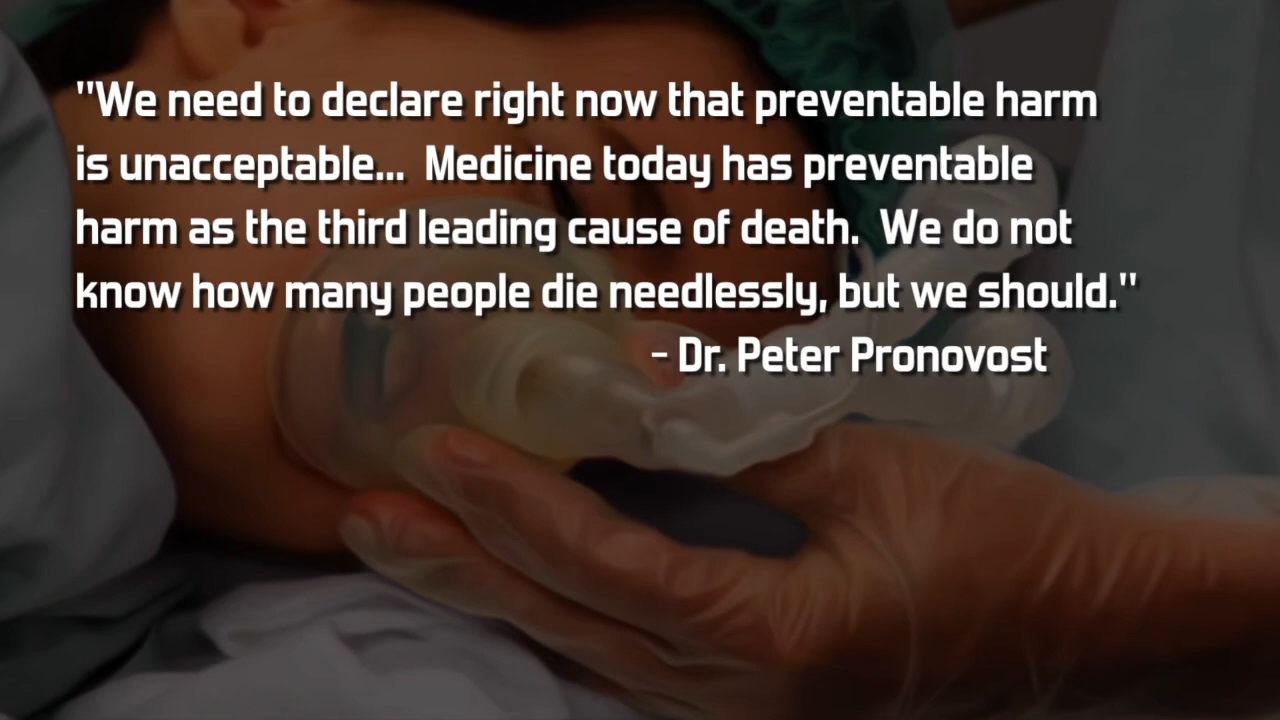 "We need to declare right now that preventable harm
is unacceptable... Medicine today has preventable
harm as the third leading cause of death. We do not
know how many people die needlessly, but we should."
- Dr. Peter Pronovost